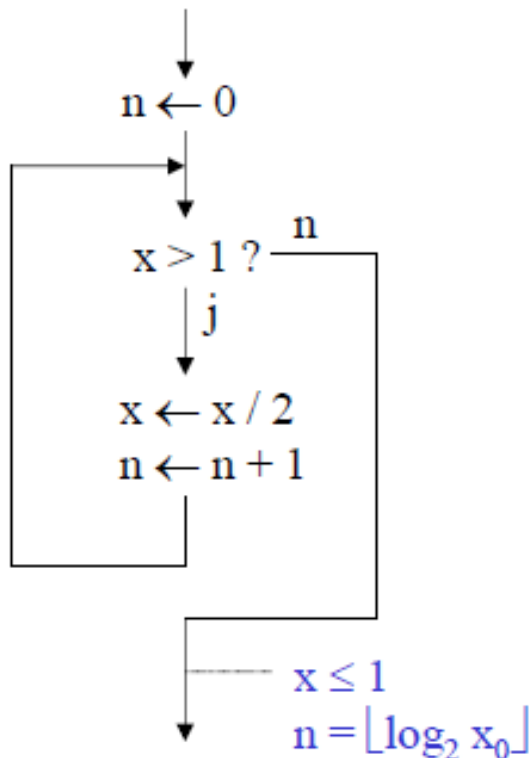 n ← 0
n
x > 1 ?
j
x ← x / 2
n ← n + 1
x ≤ 1
n = ⌊log₂ x₀⌋